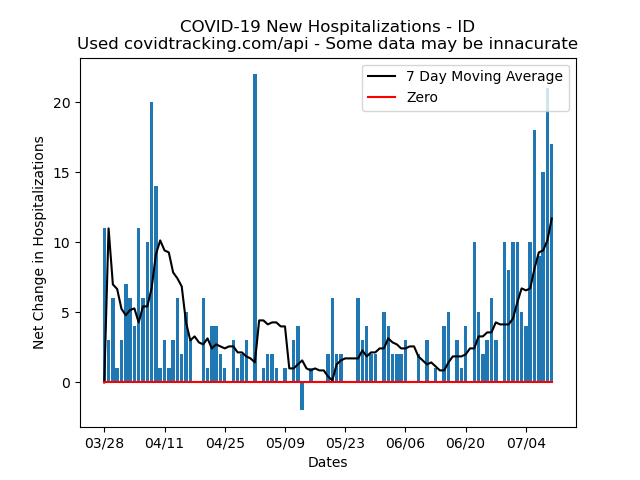 COVID-19 New Hospitalizations - ID
Used covidtracking.com/api - Some data may be innacurate
7 Day Moving Average
Zero
Net Change in Hospitalizations
20
15
10
5
0
03/28 04/11 04/25 05/09 05/23 06/06 06/20 07/04
Dates